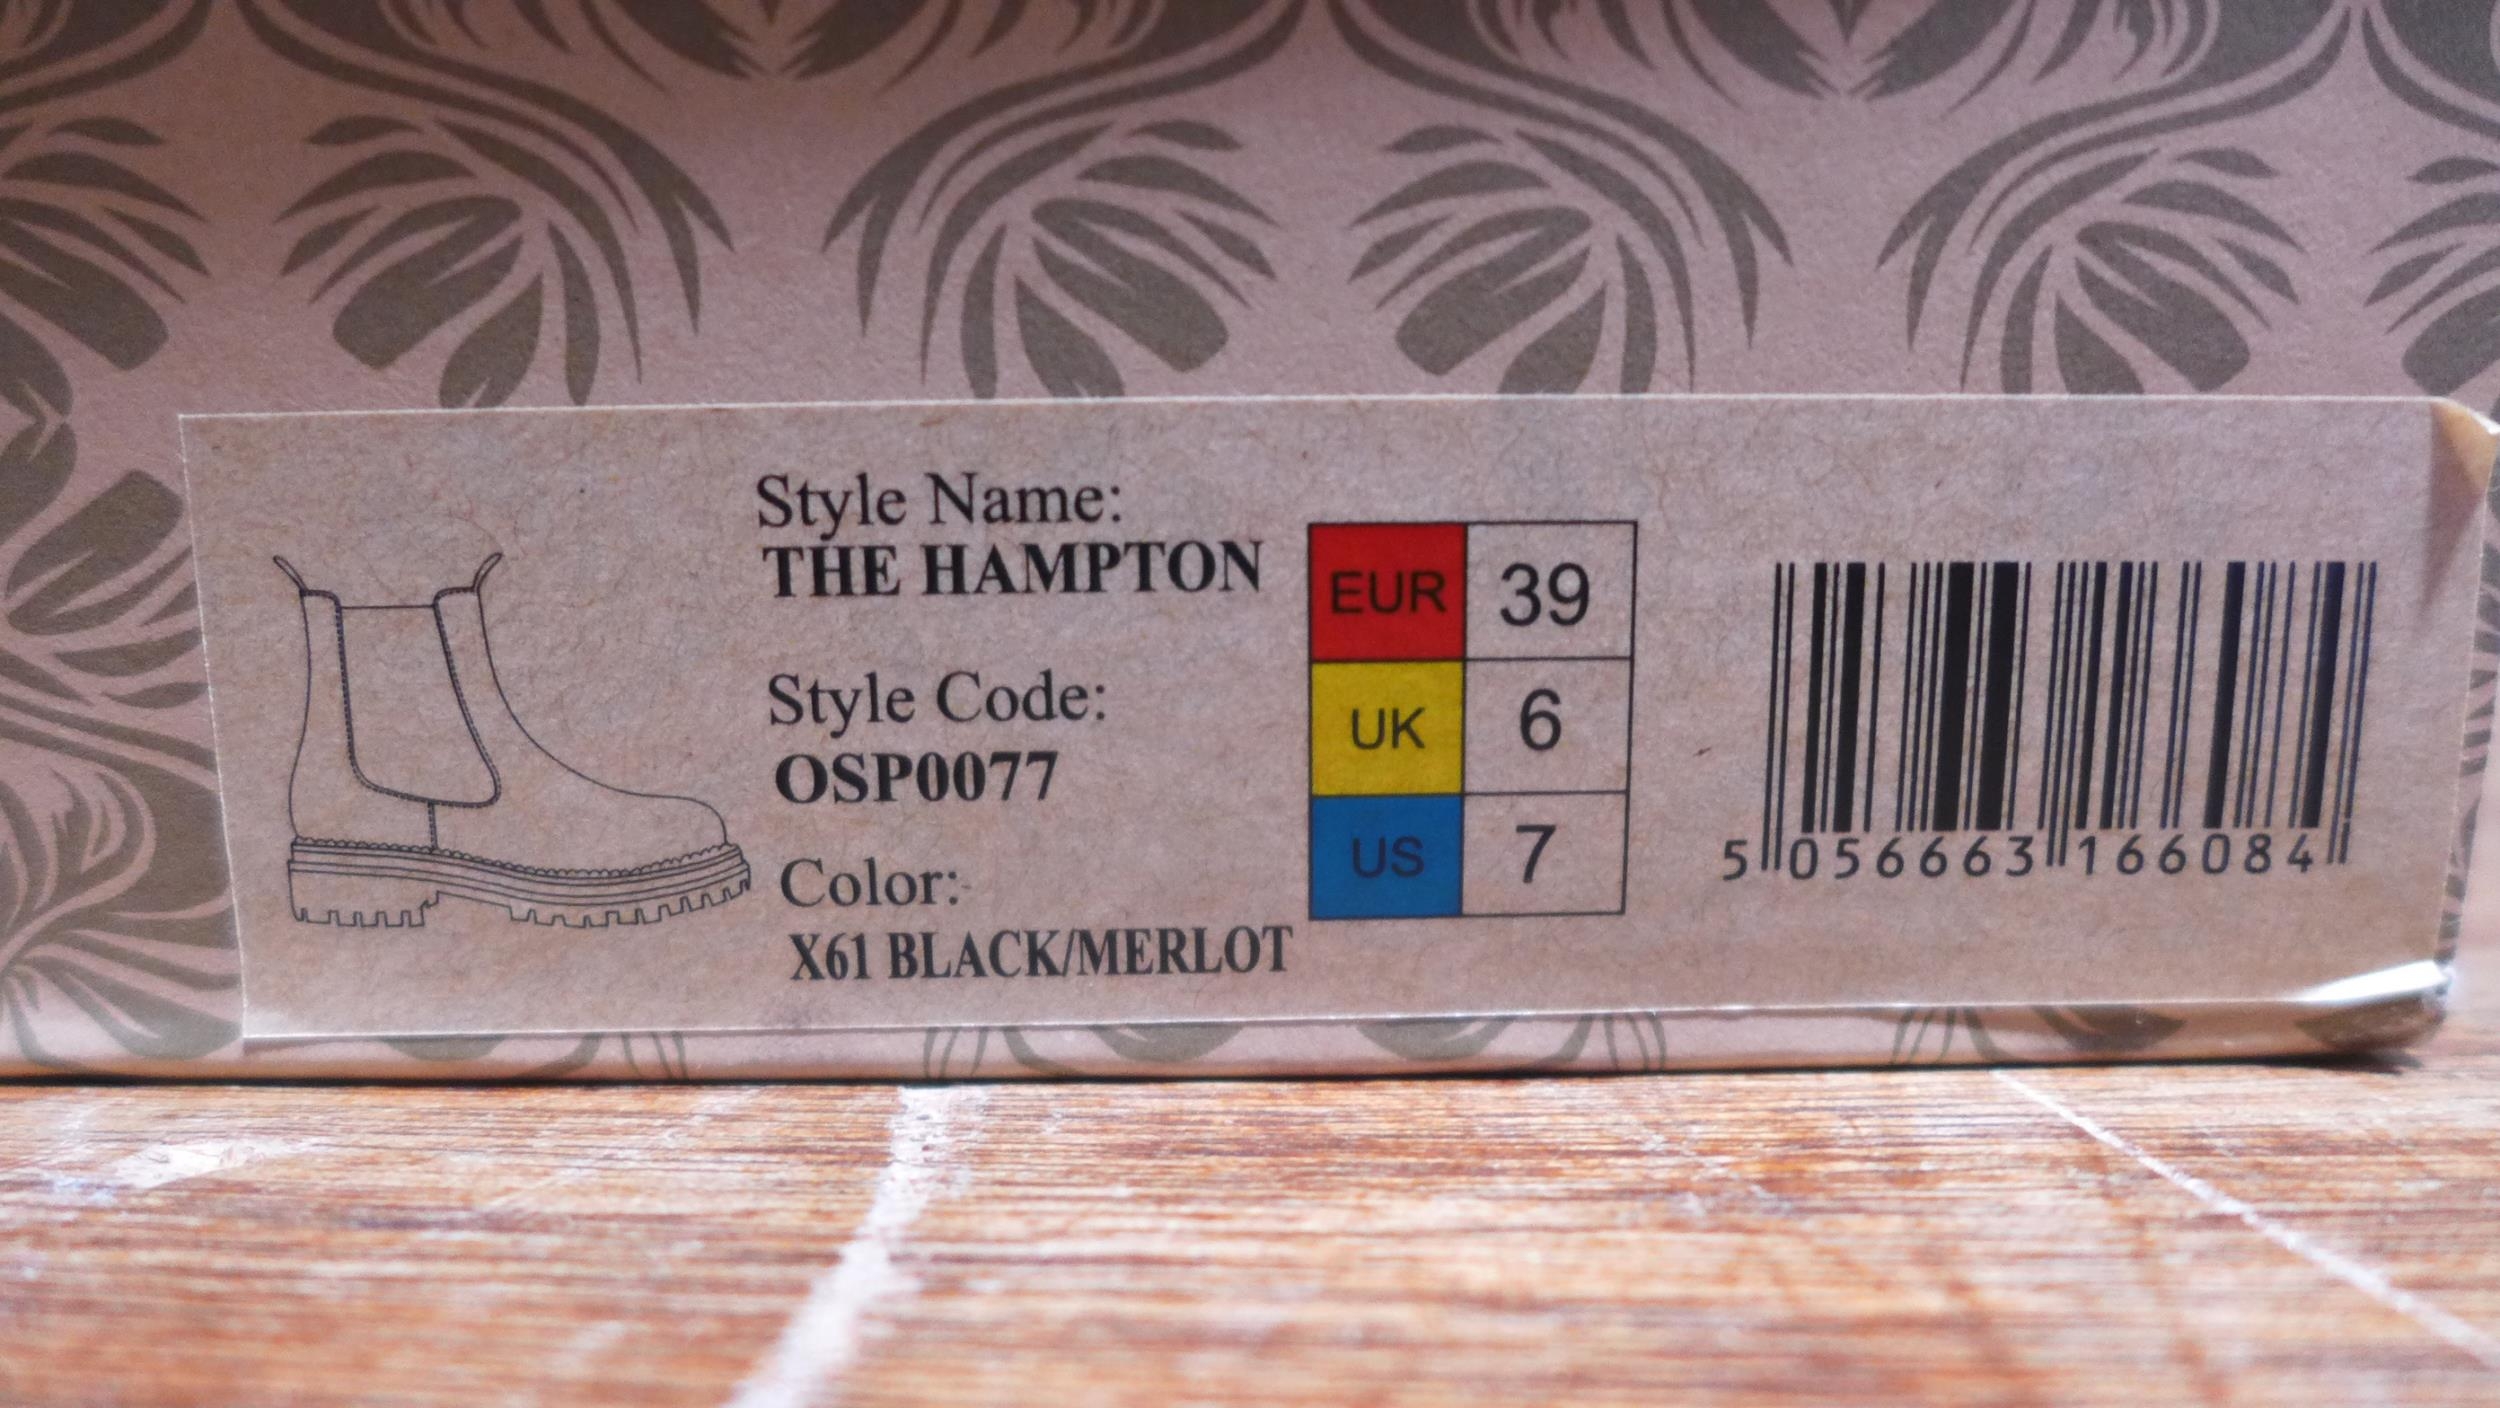 Style Name:
THE HAMPTON
Style Code:
OSP0077
Color:
X61 BLACK/MERLOT
EUR 39
UK 6
US 7
5 056663 166084